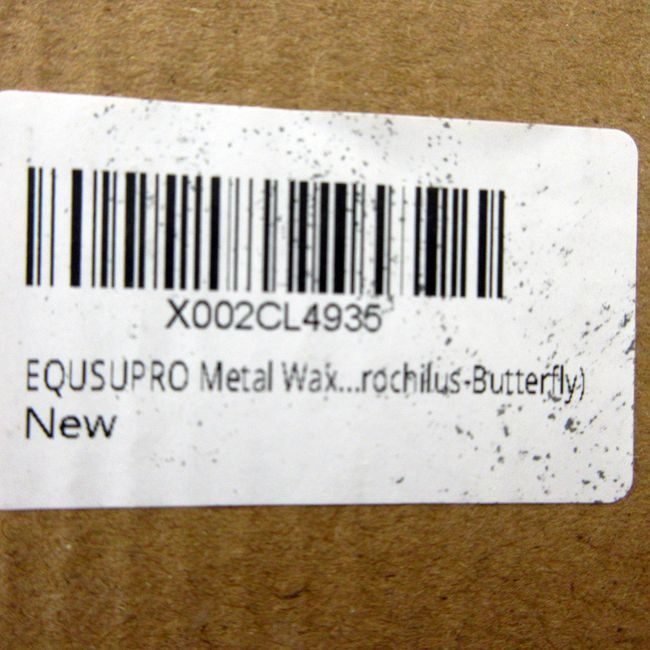 X002CL4935
EQUSUPRO Metal Wax...rochilus-Butterfly)
New